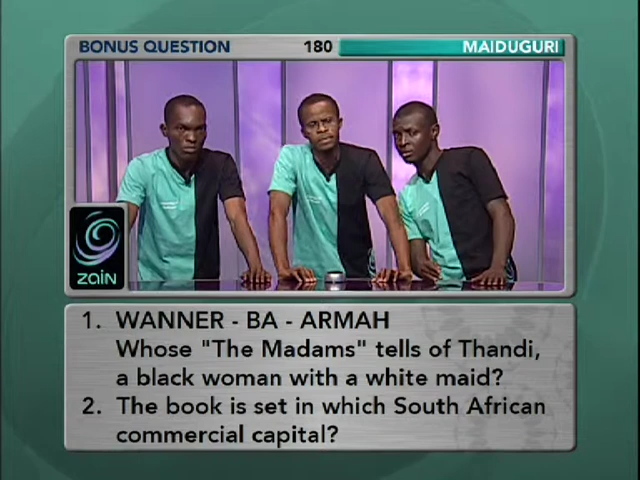 BONUS QUESTION 180 MAIDUGURI
zain
1. WANNER - BA - ARMAH
Whose "The Madams" tells of Thandi,
a black woman with a white maid?
2. The book is set in which South African
commercial capital?